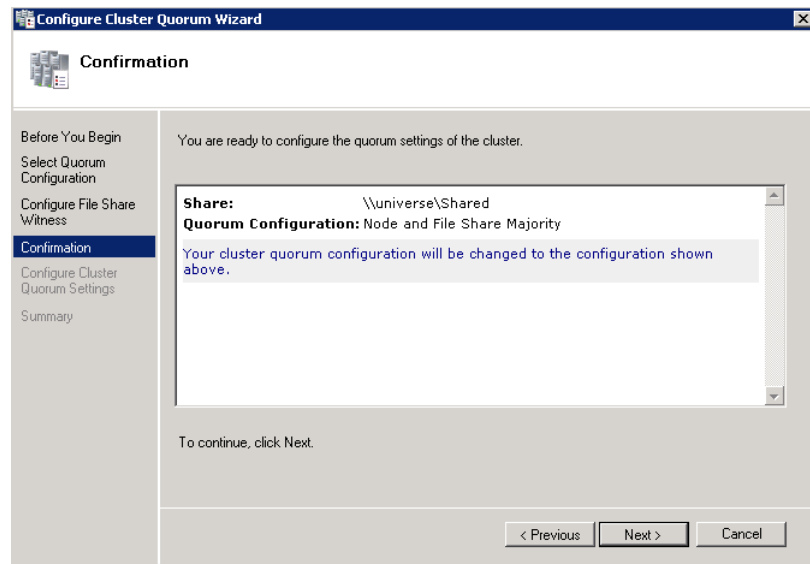 Configure Cluster Quorum Wizard
Confirmation
Before You Begin
Select Quorum
Configuration
Configure File Share
Witness
Confirmation
Configure Cluster
Quorum Settings
Summary
You are ready to configure the quorum settings of the cluster.
Share: \\universe\Shared
Quorum Configuration: Node and File Share Majority
Your cluster quorum configuration will be changed to the configuration shown
above.
To continue, click Next.
< Previous Next > Cancel